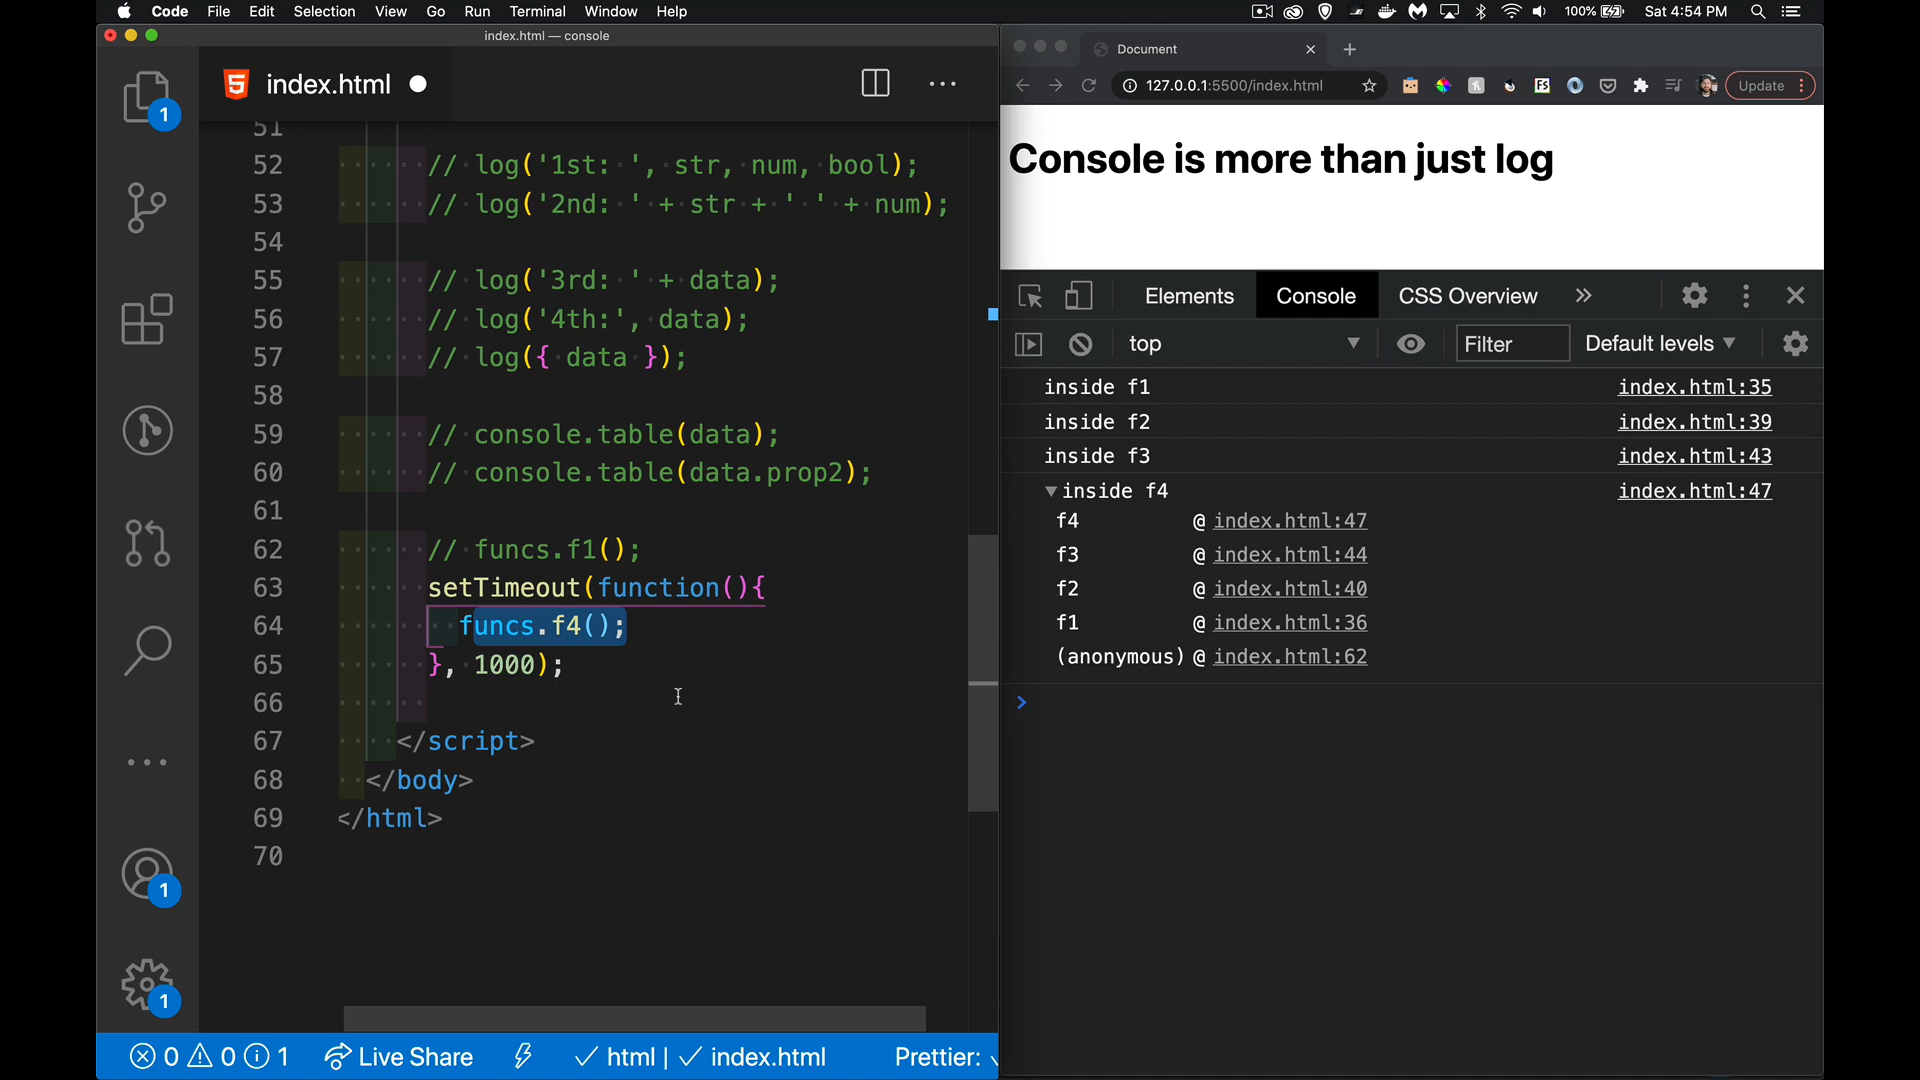 Code File Edit Selection View Go Run Terminal Window Help
100% Sat 4:54 PM
index.html — console
index.html
1
51
52 // log('1st: ', str, num, bool);
53 // log('2nd: ' + str + ' ' + num);
54
55 // log('3rd: ' + data);
56 // log('4th:', data);
57 // log({ data });
58
59 // console.table(data);
60 // console.table(data.prop2);
61
62 // funcs.f1();
63 setTimeout(function(){
64 funcs.f4();
65 }, 1000);
66
67 </script>
68 </body>
69 </html>
70
1
1
0 0 1 Live Share html | index.html Prettier:
Document
127.0.0.1:5500/index.html
Update
Console is more than just log
Elements Console CSS Overview
top Filter Default levels
inside f1 index.html:35
inside f2 index.html:39
inside f3 index.html:43
inside f4 index.html:47
f4 @ index.html:47
f3 @ index.html:44
f2 @ index.html:40
f1 @ index.html:36
(anonymous) @ index.html:62